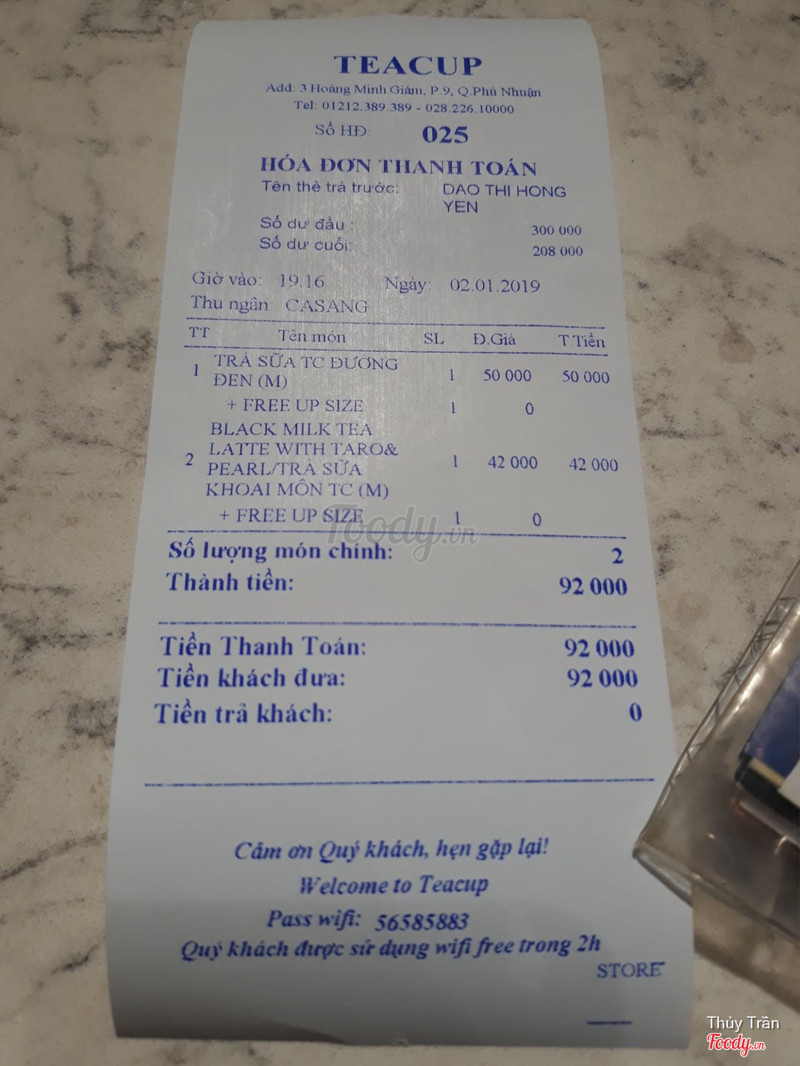 TEACUP
Add: 3 Hoàng Minh Giám, P.9, Q.Phú Nhuận
Tel: 01212.389.389 - 028.226.10000
Số HĐ: 025
HÓA ĐƠN THANH TOÁN
Tên thẻ trả trước: DAO THI HONG
YEN
Số dư đầu : 300 000
Số dư cuối: 208 000
Giờ vào: 19.16 Ngày: 02.01.2019
Thu ngân: CASANG
TT Tên món SL Đ.Giá T Tiền
1 TRÀ SỮA TC ĐƯỜNG
ĐEN (M) 1 50 000 50 000
+ FREE UP SIZE 1 0
BLACK MILK TEA
2 LATTE WITH TARO& 1 42 000 42 000
PEARL/TRÀ SỮA
KHOAI MÔN TC (M)
+ FREE UP SIZE 1 0
Foody.vn
Số lượng món chính: 2
Thành tiền: 92 000
Tiền Thanh Toán: 92 000
Tiền khách đưa: 92 000
Tiền trả khách: 0
Cảm ơn Quý khách, hẹn gặp lại!
Welcome to Teacup
Pass wifi: 56585883
Quý khách được sử dụng wifi free trong 2h
STORE
Thủy Trần
Foody.vn